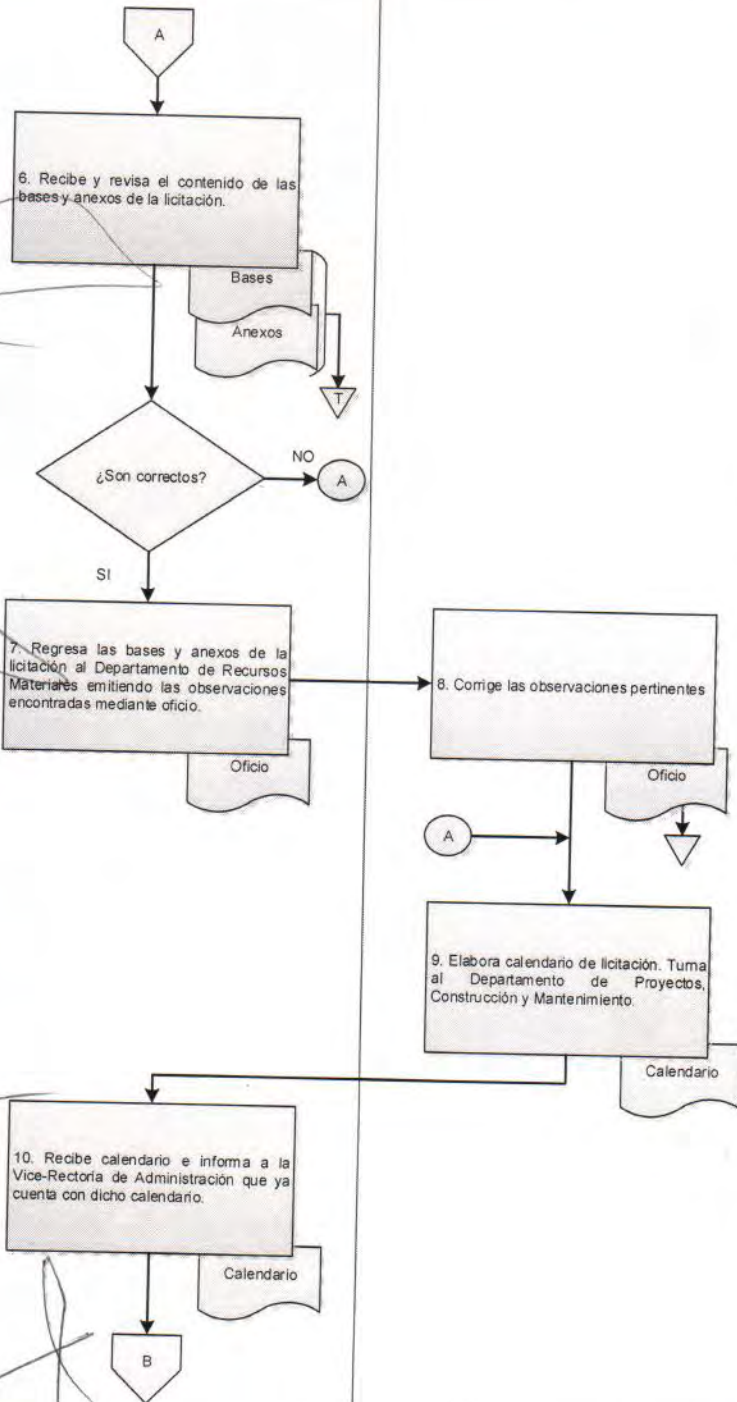 A
6. Recibe y revisa el contenido de las
bases y anexos de la licitación.
Bases
Anexos
T
¿Son correctos?
NO
A
SI
7. Regresa las bases y anexos de la
licitación al Departamento de Recursos
Materiales emitiendo las observaciones
encontradas mediante oficio.
Oficio
8. Corrige las observaciones pertinentes
Oficio
A
9. Elabora calendario de licitación. Turna
al Departamento de Proyectos,
Construcción y Mantenimiento.
Calendario
10. Recibe calendario e informa a la
Vice-Rectoría de Administración que ya
cuenta con dicho calendario.
Calendario
B